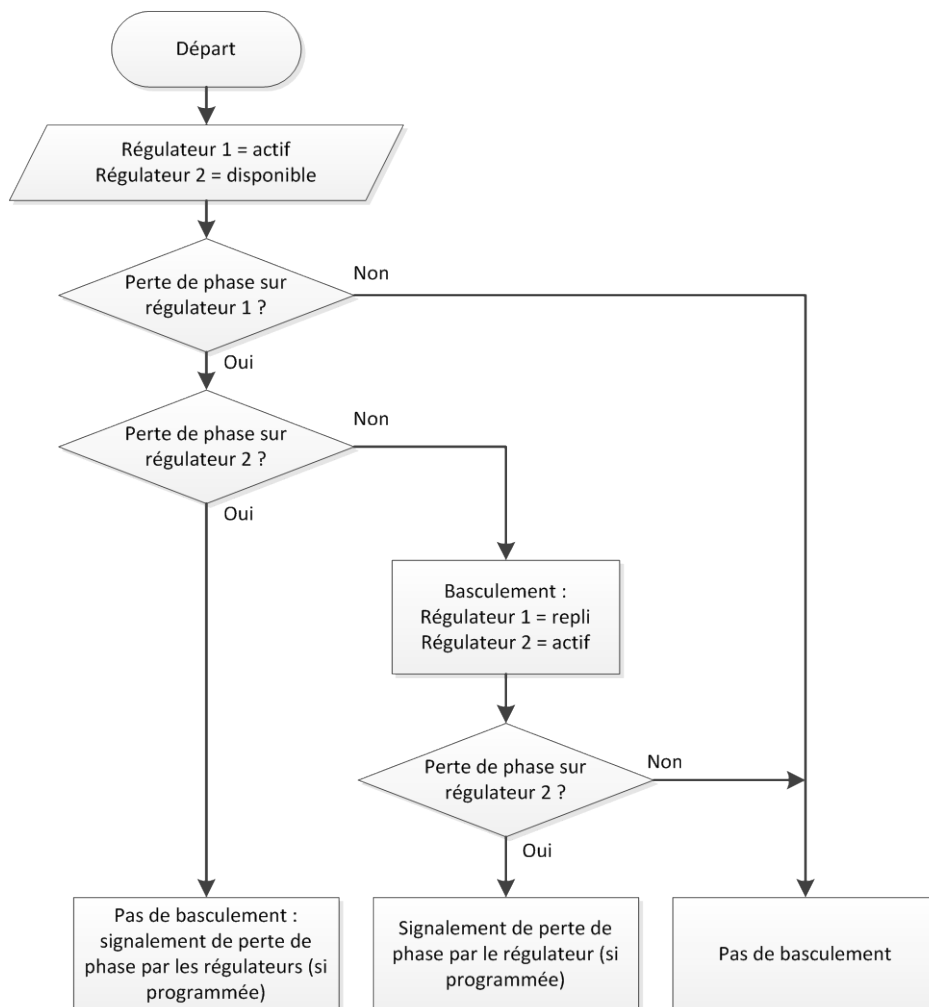 Départ
Régulateur 1 = actif
Régulateur 2 = disponible
Perte de phase sur
régulateur 1 ?
Non
Oui
Perte de phase sur
régulateur 2 ?
Non
Oui
Basculement :
Régulateur 1 = repli
Régulateur 2 = actif
Perte de phase sur
régulateur 2 ?
Non
Oui
Pas de basculement :
signalement de perte de
phase par les régulateurs (si
programmée)
Signalement de perte de
phase par le régulateur (si
programmée)
Pas de basculement